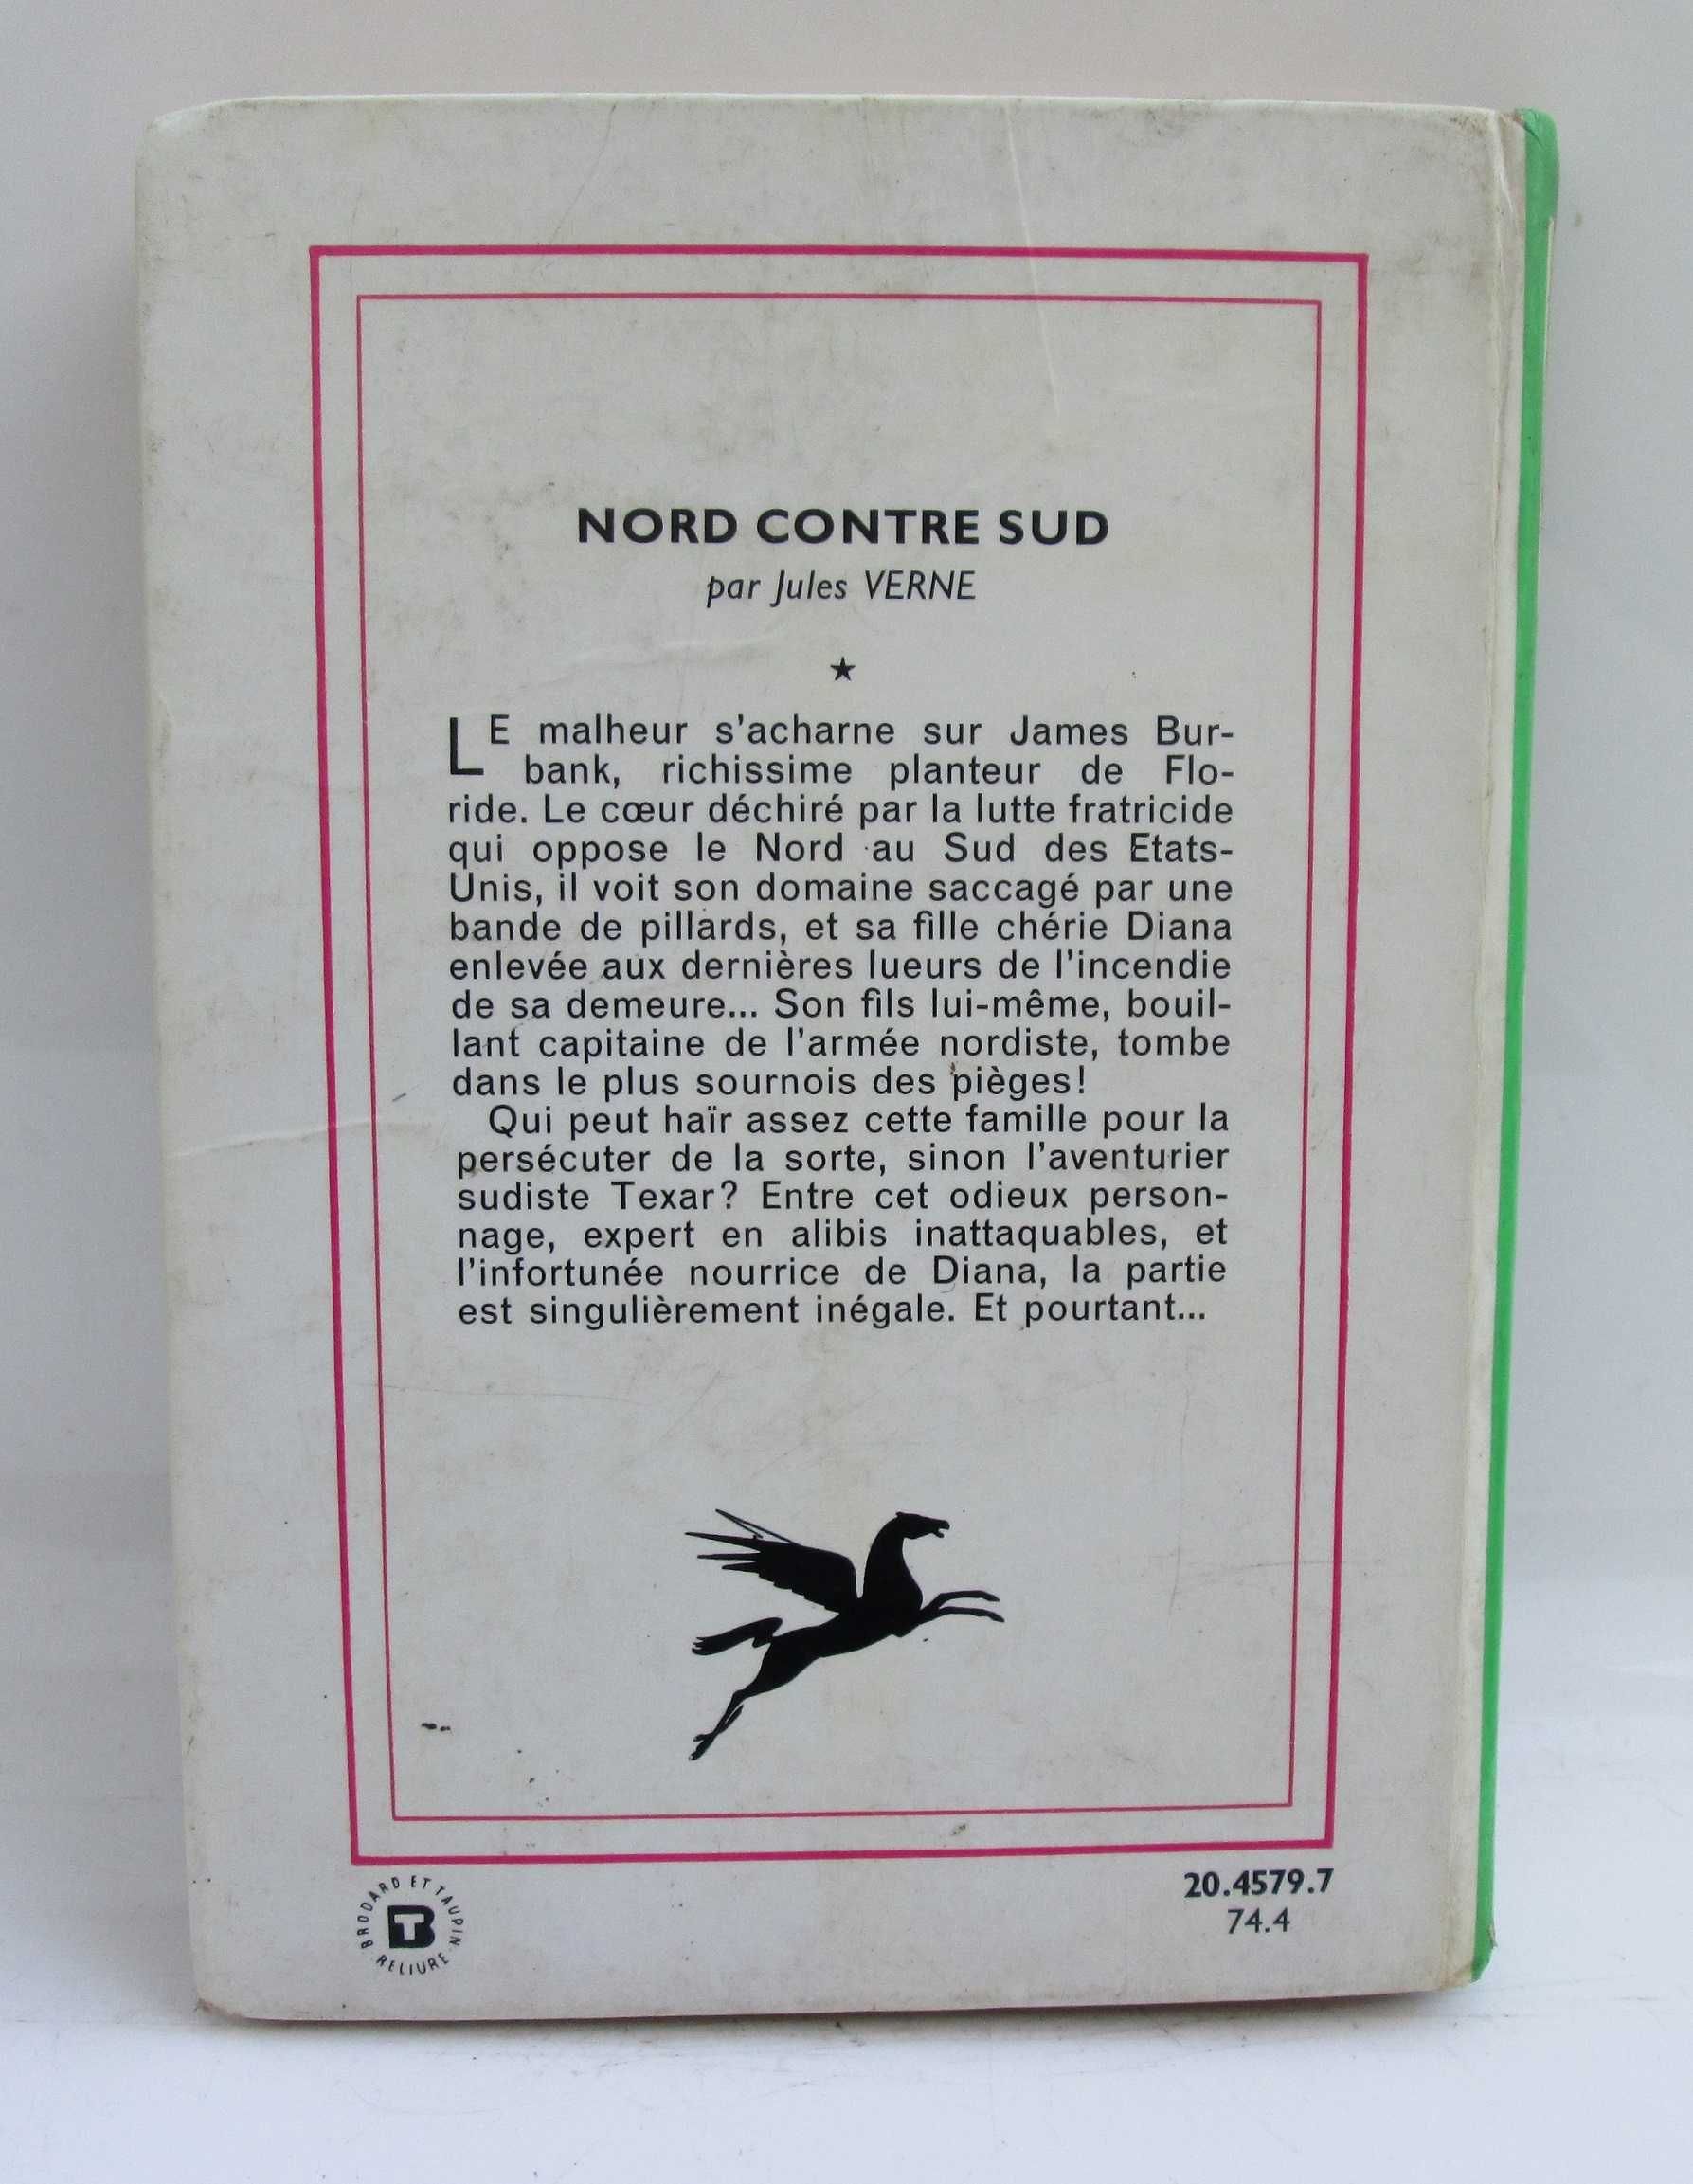 NORD CONTRE SUD
par Jules VERNE
LE malheur s'acharne sur James Bur-
bank, richissime planteur de Flo-
ride. Le cœur déchiré par la lutte fratricide
qui oppose le Nord au Sud des Etats-
Unis, il voit son domaine saccagé par une
bande de pillards, et sa fille chérie Diana
enlevée aux dernières lueurs de l'incendie
de sa demeure... Son fils lui-même, bouil-
lant capitaine de l'armée nordiste, tombe
dans le plus sournois des pièges!
Qui peut haïr assez cette famille pour la
persécuter de la sorte, sinon l'aventurier
sudiste Texar? Entre cet odieux person-
nage, expert en alibis inattaquables, et
l'infortunée nourrice de Diana, la partie
est singulièrement inégale. Et pourtant...
BRODARD ET TAUPIN
BT
RELIURE
20.4579.7
74.4